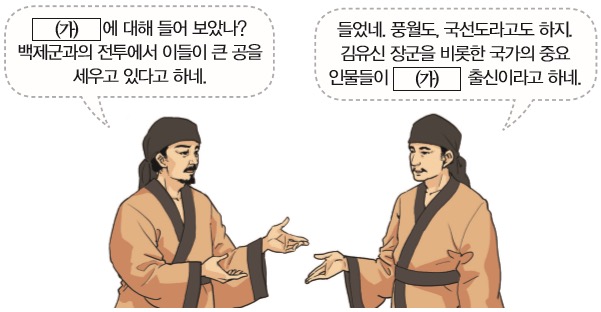 (가) 에 대해 들어 보았나?
백제군과의 전투에서 이들이 큰 공을
세우고 있다고 하네.
들었네. 풍월도, 국선도라고도 하지.
김유신 장군을 비롯한 국가의 중요
인물들이 (가) 출신이라고 하네.